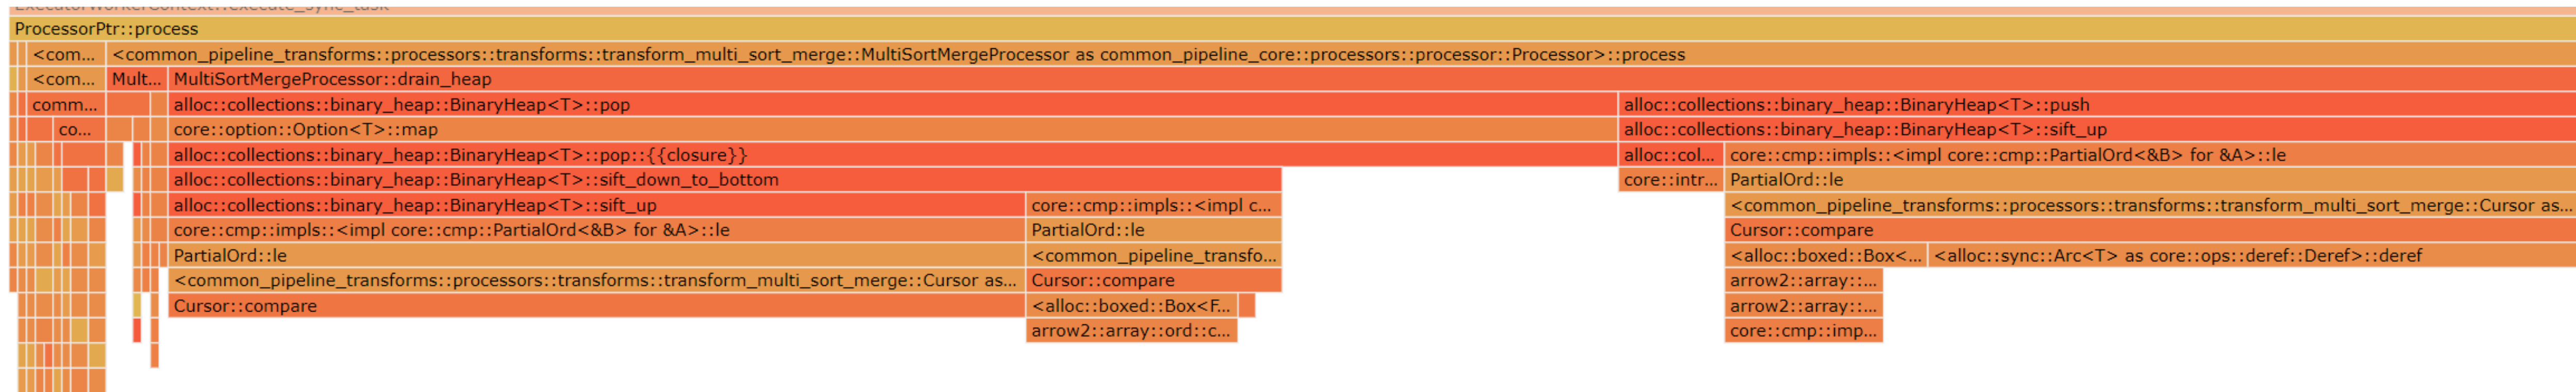 ExecutorWorkerContext::execute_sync_task
ProcessorPtr::process
<com... <common_pipeline_transforms::processors::transforms::transform_multi_sort_merge::MultiSortMergeProcessor as common_pipeline_core::processors::processor::Processor>::process
<com... Mult... MultiSortMergeProcessor::drain_heap
comm... alloc::collections::binary_heap::BinaryHeap<T>::pop alloc::collections::binary_heap::BinaryHeap<T>::push
co... core::option::Option<T>::map alloc::collections::binary_heap::BinaryHeap<T>::sift_up
alloc::collections::binary_heap::BinaryHeap<T>::pop::{{closure}} alloc::col... core::cmp::impls::<impl core::cmp::PartialOrd<&B> for &A>::le
alloc::collections::binary_heap::BinaryHeap<T>::sift_down_to_bottom core::intr... PartialOrd::le
alloc::collections::binary_heap::BinaryHeap<T>::sift_up core::cmp::impls::<impl c... <common_pipeline_transforms::processors::transforms::transform_multi_sort_merge::Cursor as...
core::cmp::impls::<impl core::cmp::PartialOrd<&B> for &A>::le PartialOrd::le Cursor::compare
PartialOrd::le <common_pipeline_transfo... <alloc::boxed::Box<... <alloc::sync::Arc<T> as core::ops::deref::Deref>::deref
<common_pipeline_transforms::processors::transforms::transform_multi_sort_merge::Cursor as... Cursor::compare arrow2::array::...
Cursor::compare <alloc::boxed::Box<F... arrow2::array::...
arrow2::array::ord::c... core::cmp::imp...